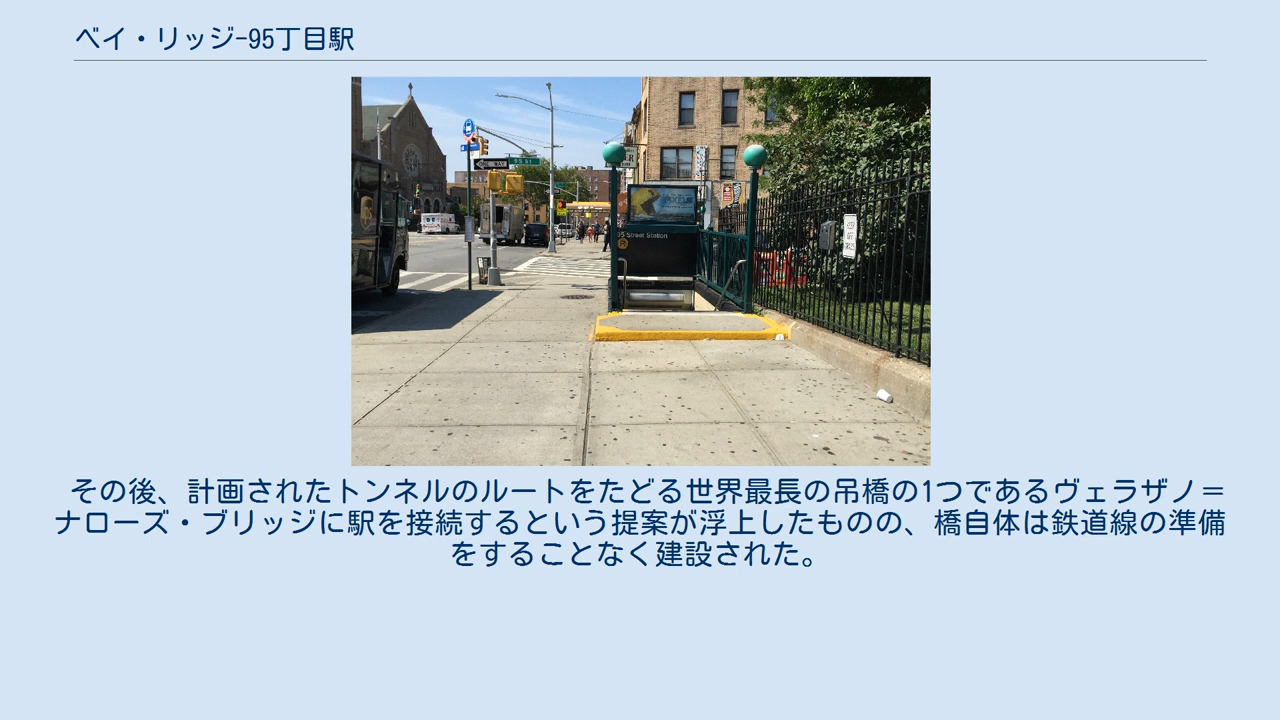 ベイ・リッジ-95丁目駅
95 Street Station
R
その後、計画されたトンネルのルートをたどる世界最長の吊橋の1つであるヴェラザノ＝
ナローズ・ブリッジに駅を接続するという提案が浮上したものの、橋自体は鉄道線の準備
をすることなく建設された。